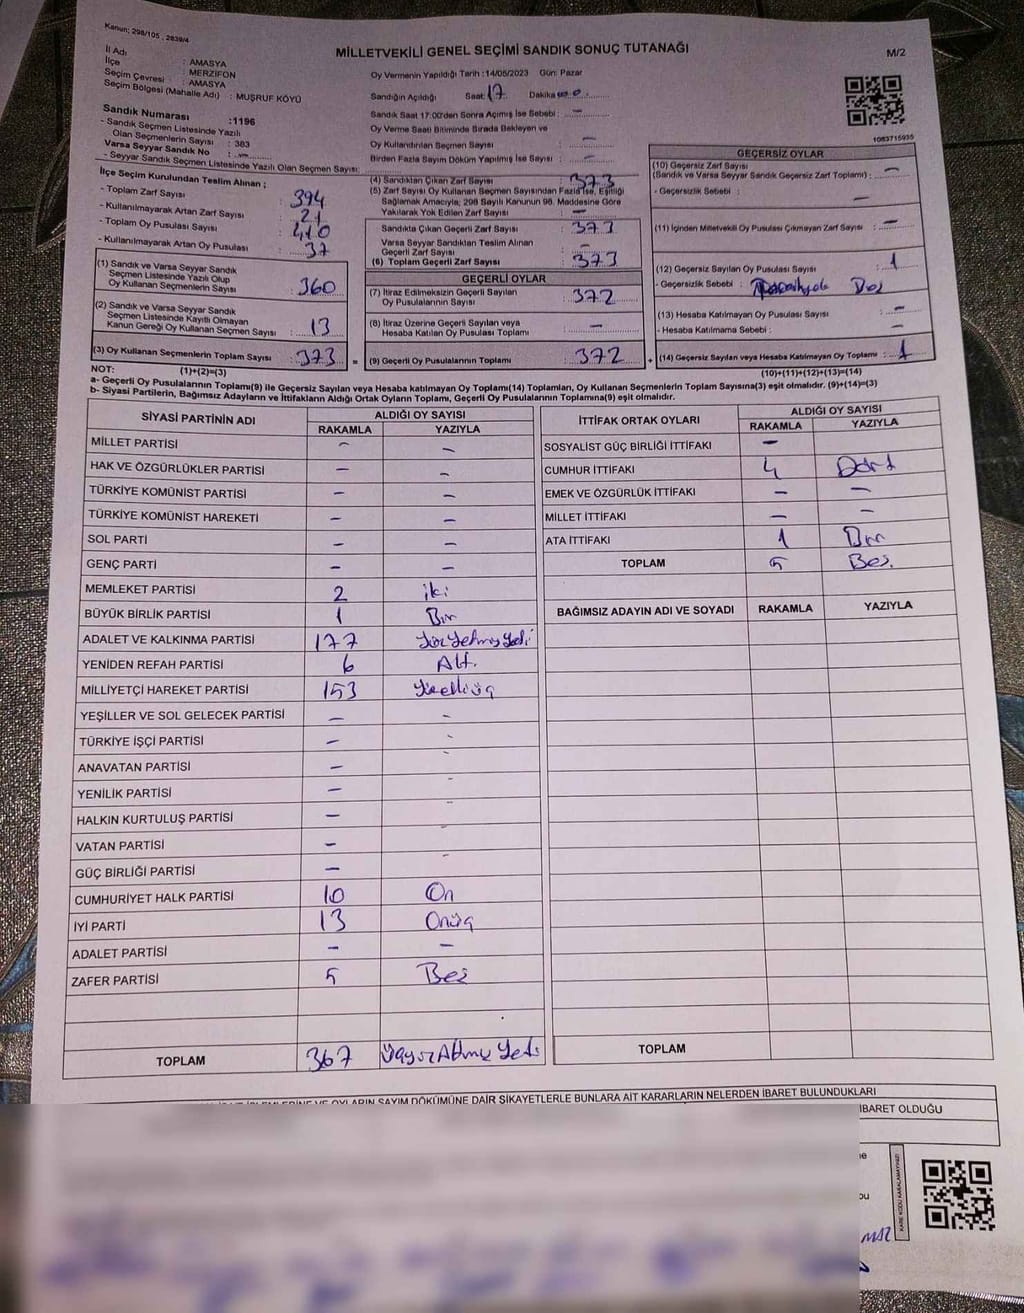 Kanun; 298/105 , 2839/4
MİLLETVEKİLİ GENEL SEÇİMİ SANDIK SONUÇ TUTANAĞI
M/2
İl Adı : AMASYA
İlçe : MERZİFON
Seçim Çevresi : AMASYA
Seçim Bölgesi (Mahalle Adı) : MUŞRUF KÖYÜ
Sandık Numarası :1196
- Sandık Seçmen Listesinde Yazılı
Olan Seçmenlerin Sayısı : 383
Varsa Seyyar Sandık No :
- Seyyar Sandık Seçmen Listesinde Yazılı Olan Seçmen Sayısı:
Oy Vermenin Yapıldığı Tarih :14/05/2023 Gün: Pazar
Sandığın Açıldığı Saat: 17 Dakika: 00
Sandık Saat 17:00'den Sonra Açımış İse Sebebi : -
Oy Verme Saati Bitiminde Sırada Bekleyen ve
Oy Kullandırılan Seçmen Sayısı : -
Birden Fazla Sayım Döküm Yapılmış İse Sayısı : -
1083715935
İlçe Seçim Kurulundan Teslim Alınan ;
- Toplam Zarf Sayısı : 394
- Kullanılmayarak Artan Zarf Sayısı : 21
- Toplam Oy Pusulası Sayısı : 410
- Kullanılmayarak Artan Oy Pusulası : 37
(1) Sandık ve Varsa Seyyar Sandık
Seçmen Listesinde Yazılı Olup
Oy Kullanan Seçmenlerin Sayısı : 360
(2) Sandık ve Varsa Seyyar Sandık
Seçmen Listesinde Kayıtlı Olmayan
Kanun Gereği Oy Kullanan Seçmen Sayısı : 13
(3) Oy Kullanan Seçmenlerin Toplam Sayısı : 373 =
(4) Sandıktan Çıkan Zarf Sayısı : 373
(5) Zarf Sayısı Oy Kullanan Seçmen Sayısından Fazla İse, Eşitliği
Sağlamak Amacıyla; 298 Sayılı Kanunun 98. Maddesine Göre
Yakılarak Yok Edilen Zarf Sayısı : -
Sandıkta Çıkan Geçerli Zarf Sayısı : 373
Varsa Seyyar Sandıktan Teslim Alınan
Geçerli Zarf Sayısı : -
(6) Toplam Geçerli Zarf Sayısı : 373
GEÇERLİ OYLAR
(7) İtiraz Edilmeksizin Geçerli Sayılan
Oy Pusulalarının Sayısı : 372
(8) İtiraz Üzerine Geçerli Sayılan veya
Hesaba Katılan Oy Pusulası Toplamı : -
(9) Geçerli Oy Pusulalarının Toplamı : 372 +
GEÇERSİZ OYLAR
(10) Geçersiz Zarf Sayısı
(Sandık ve Varsa Seyyar Sandık Geçersiz Zarf Toplamı) : -
- Geçersizlik Sebebi : -
(11) İçinden Milletvekili Oy Pusulası Çıkmayan Zarf Sayısı : -
(12) Geçersiz Sayılan Oy Pusulası Sayısı : 1
- Geçersizlik Sebebi :
(13) Hesaba Katılmayan Oy Pusulası Sayısı : -
- Hesaba Katılmama Sebebi : -
(14) Geçersiz Sayılan veya Hesaba Katılmayan Oy Toplamı : 1
NOT: (1)+(2)=(3) (10)+(11)+(12)+(13)=(14)
a- Geçerli Oy Pusulalarının Toplamı(9) ile Geçersiz Sayılan veya Hesaba katılmayan Oy Toplamı(14) Toplamları, Oy Kullanan Seçmenlerin Toplam Sayısına(3) eşit olmalıdır. (9)+(14)=(3)
b- Siyasi Partilerin, Bağımsız Adayların ve İttifakların Aldığı Ortak Oyların Toplamı, Geçerli Oy Pusulalarının Toplamına(9) eşit olmalıdır.
SİYASİ PARTİNİN ADI ALDIĞI OY SAYISI
RAKAMLA YAZIYLA
MİLLET PARTİSİ - -
HAK VE ÖZGÜRLÜKLER PARTİSİ - -
TÜRKİYE KOMÜNİST PARTİSİ - -
TÜRKİYE KOMÜNİST HAREKETİ - -
SOL PARTİ - -
GENÇ PARTİ - -
MEMLEKET PARTİSİ 2 iki
BÜYÜK BİRLİK PARTİSİ 1 Bir
ADALET VE KALKINMA PARTİSİ 177 YüzYetmişYedi
YENİDEN REFAH PARTİSİ 6 Altı
MİLLİYETÇİ HAREKET PARTİSİ 153 Yüzelliüç
YEŞİLLER VE SOL GELECEK PARTİSİ - -
TÜRKİYE İŞÇİ PARTİSİ - -
ANAVATAN PARTİSİ - -
YENİLİK PARTİSİ - -
HALKIN KURTULUŞ PARTİSİ - -
VATAN PARTİSİ -
GÜÇ BİRLİĞİ PARTİSİ - -
CUMHURİYET HALK PARTİSİ 10 On
İYİ PARTİ 13 Onüç
ADALET PARTİSİ - -
ZAFER PARTİSİ 5 Beş
TOPLAM 367 ÜçyüzAltmışYedi
İTTİFAK ORTAK OYLARI ALDIĞI OY SAYISI
RAKAMLA YAZIYLA
SOSYALİST GÜÇ BİRLİĞİ İTTİFAKI -
CUMHUR İTTİFAKI 4 Dört
EMEK VE ÖZGÜRLÜK İTTİFAKI - -
MİLLET İTTİFAKI - -
ATA İTTİFAKI 1 Bir
TOPLAM 5 Beş
BAĞIMSIZ ADAYIN ADI VE SOYADI RAKAMLA YAZIYLA
TOPLAM
İŞLEMLERİNE VE OYLARIN SAYIM DÖKÜMÜNE DAİR ŞİKAYETLERLE BUNLARA AİT KARARLARIN NELERDEN İBARET BULUNDUKLARI
İBARET OLDUĞU